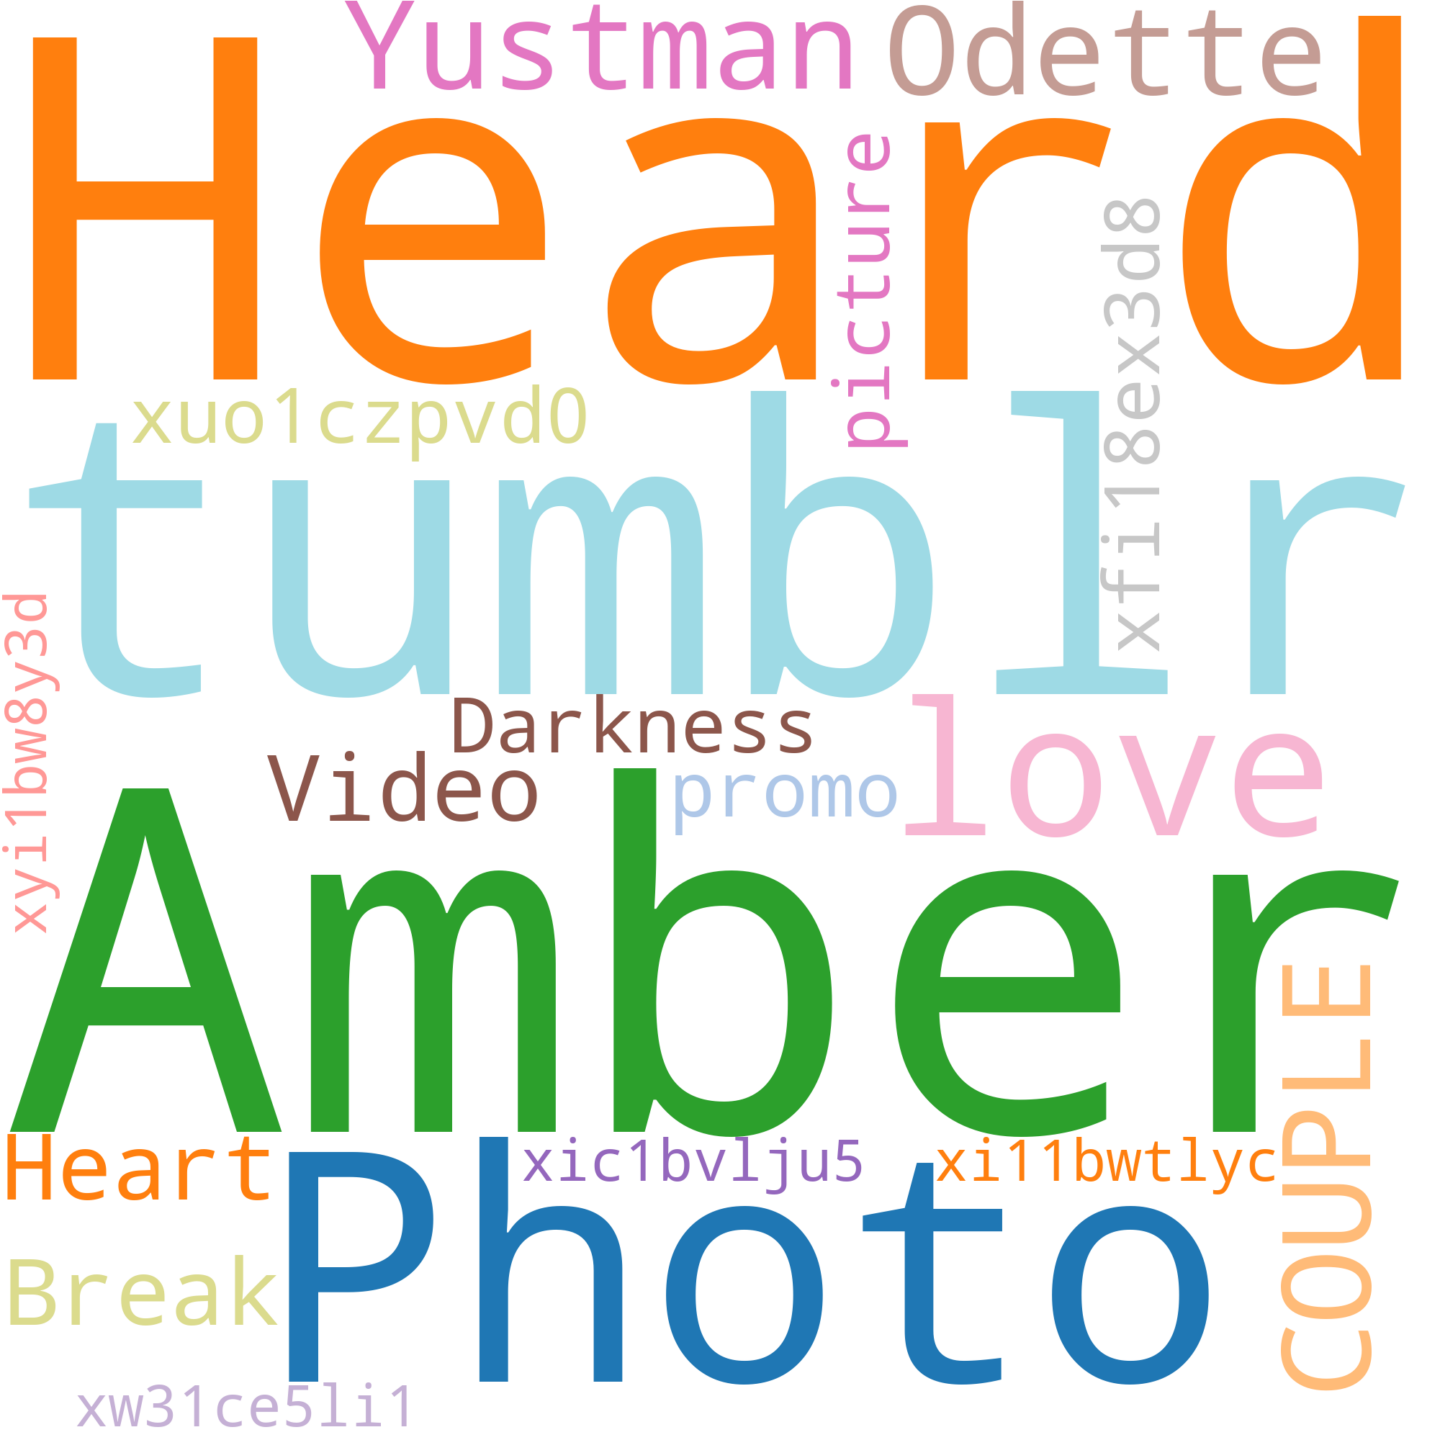 Yustman
Odette
Heard
picture
xfi18ex3d8
xuo1czpvd0
tumblr
xyi1bw8y3d
Darkness
love
Video
promo
Amber
COUPLE
Heart
xic1bvlju5
xi11bwtlyc
Photo
Break
xw31ce5li1